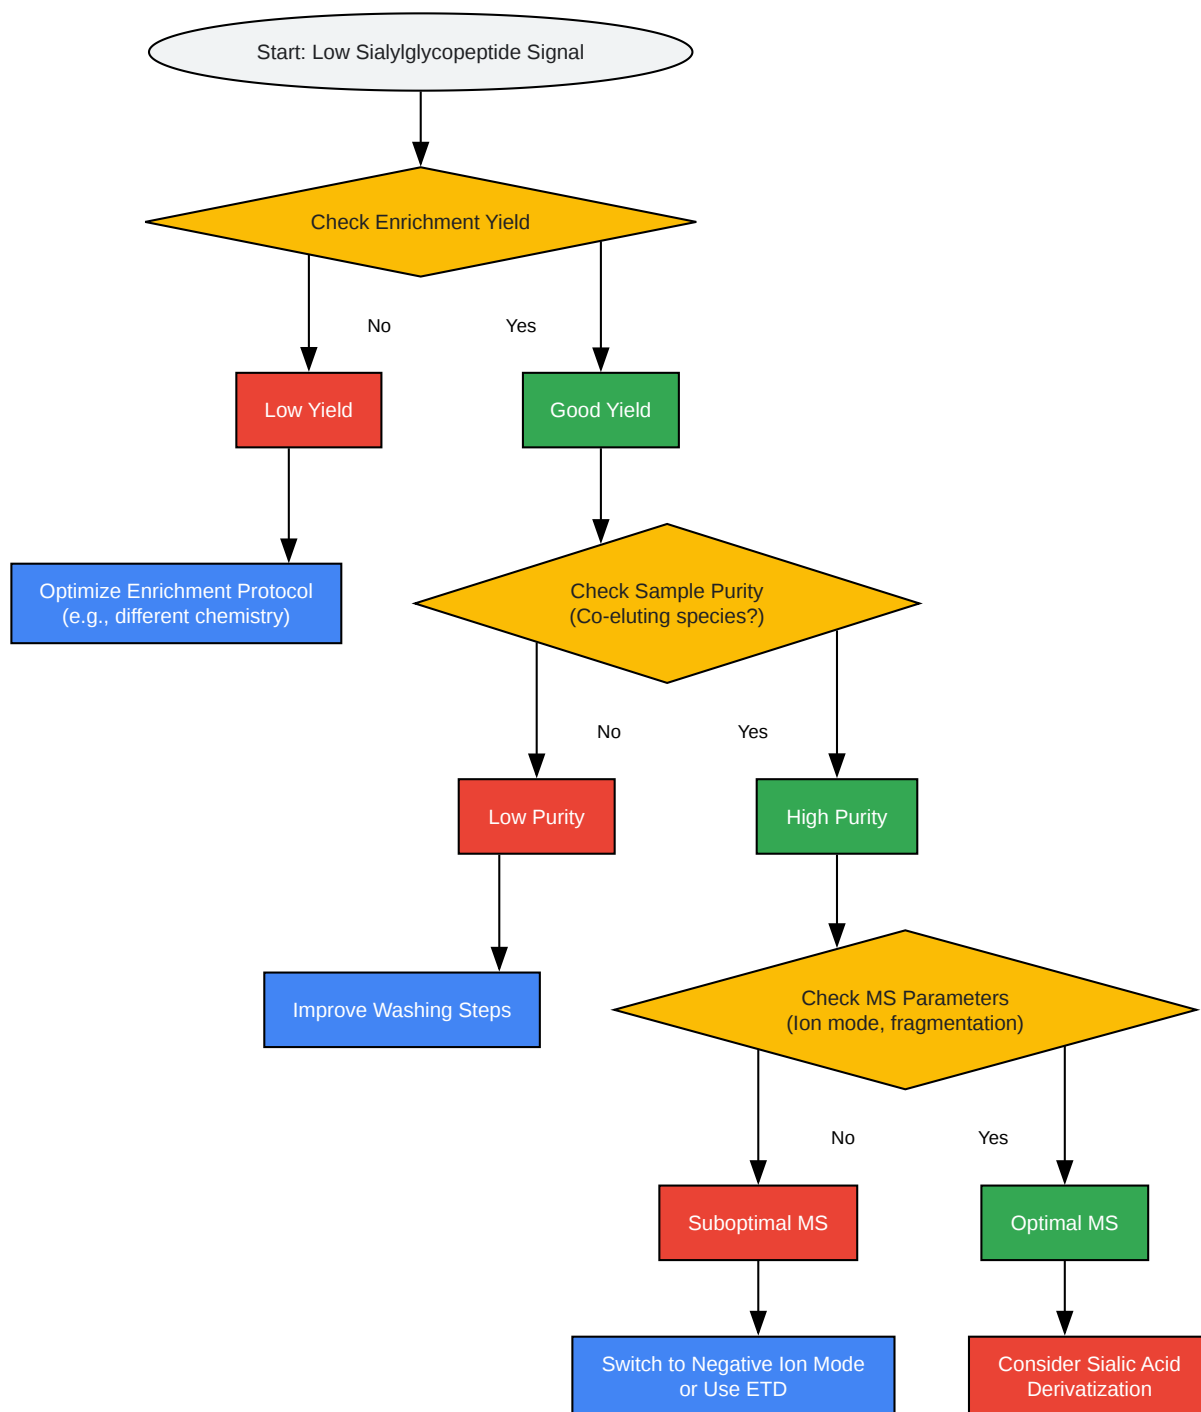 Start: Low Sialylglycopeptide Signal
Check Enrichment Yield
No
Yes
Low Yield
Good Yield
Optimize Enrichment Protocol
(e.g., different chemistry)
Check Sample Purity
(Co-eluting species?)
No
Yes
Low Purity
High Purity
Improve Washing Steps
Check MS Parameters
(Ion mode, fragmentation)
No
Yes
Suboptimal MS
Optimal MS
Switch to Negative Ion Mode
or Use ETD
Consider Sialic Acid
Derivatization